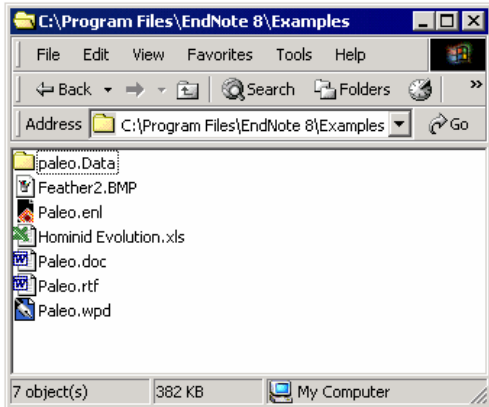 C:\Program Files\EndNote 8\Examples
File Edit View Favorites Tools Help
Back Search Folders »
Address C:\Program Files\EndNote 8\Examples Go
paleo.Data
Feather2.BMP
Paleo.enl
Hominid Evolution.xls
Paleo.doc
Paleo.rtf
Paleo.wpd
7 object(s) 382 KB My Computer